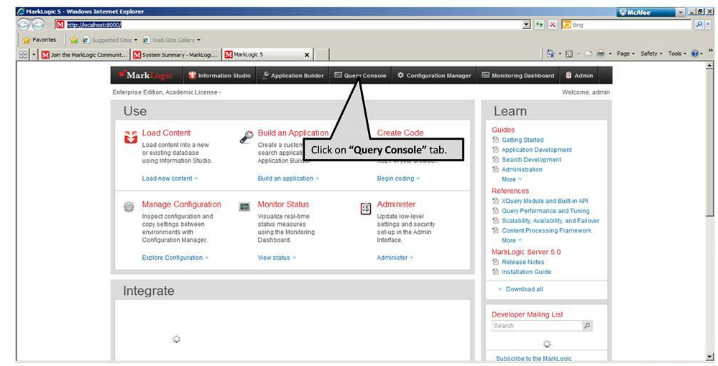 MarkLogic 5 - Windows Internet Explorer
McAfee
http://localhost:8000/
Bing
Favorites
Suggested Sites
Web Slice Gallery
Join the MarkLogic Communit...
System Summary - MarkLogi...
MarkLogic 5
Page
Safety
Tools
MarkLogic
Information Studio
Application Builder
Query Console
Configuration Manager
Monitoring Dashboard
Admin
Enterprise Edition, Academic License -
Welcome, admin
Use
Load Content
Load content into a new
or existing database
using Information Studio.
Load new content
Build an Application
Create a custom
search applicat
Application Builder.
Build an application
Create Code
Begin coding
Click on "Query Console" tab.
Manage Configuration
Inspect configuration and
copy settings between
environments with
Configuration Manager.
Explore Configuration
Monitor Status
Visualize real-time
status measures
using the Monitoring
Dashboard.
View status
Administer
Update low-level
settings and security
set-up in the Admin
Interface.
Administer
Integrate
Learn
Guides
Getting Started
Application Development
Search Development
Administration
More
References
XQuery Module and Built-in API
Query Performance and Tuning
Scalability, Availability, and Failover
Content Processing Framework
More
MarkLogic Server 5.0
Release Notes
Installation Guide
Download all
Developer Mailing List
Search
Subscribe to the MarkLogic